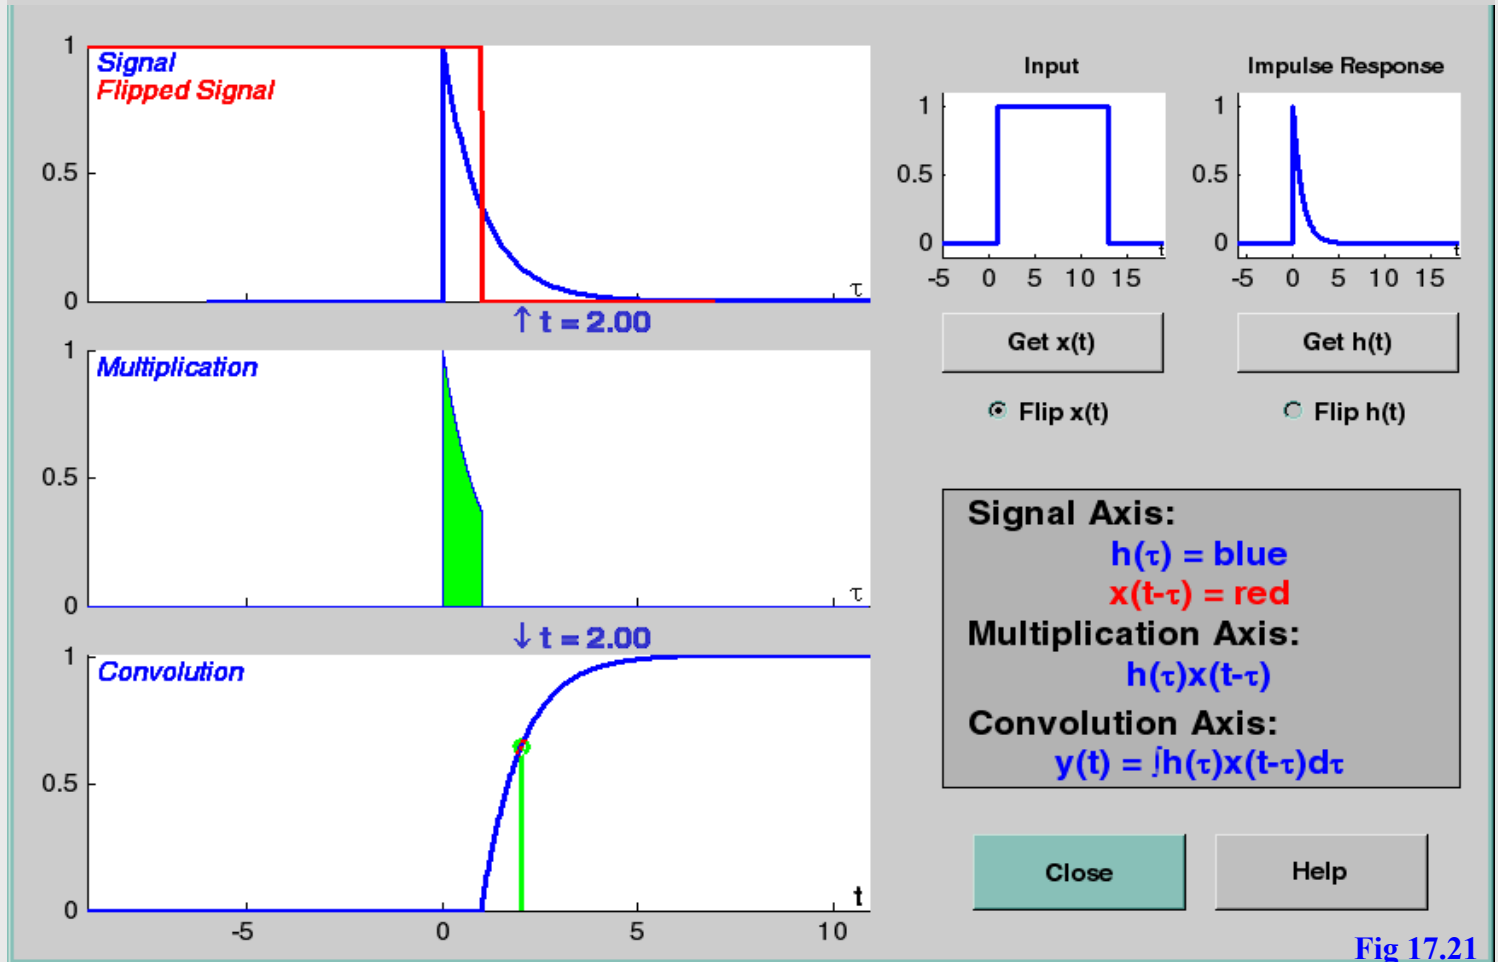 1
Signal
Flipped Signal
0.5
0
τ
↑ t = 2.00
1
Multiplication
0.5
0
τ
↓ t = 2.00
1
Convolution
0.5
0
t
-5 0 5 10
Input
1
0.5
0
t
-5 0 5 10 15
Get x(t)
Flip x(t)
Impulse Response
1
0.5
0
t
-5 0 5 10 15
Get h(t)
Flip h(t)
Signal Axis:
h(τ) = blue
x(t-τ) = red
Multiplication Axis:
h(τ)x(t-τ)
Convolution Axis:
y(t) = ∫h(τ)x(t-τ)dτ
Close
Help
Fig 17.21